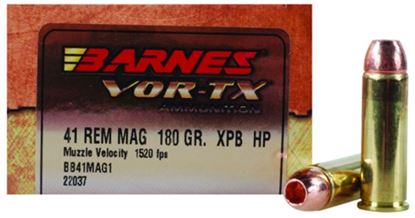 BARNES
VOR-TX
AMMUNITION
41 REM MAG 180 GR. XPB HP
Muzzle Velocity 1520 fps
BB41MAG1
22037